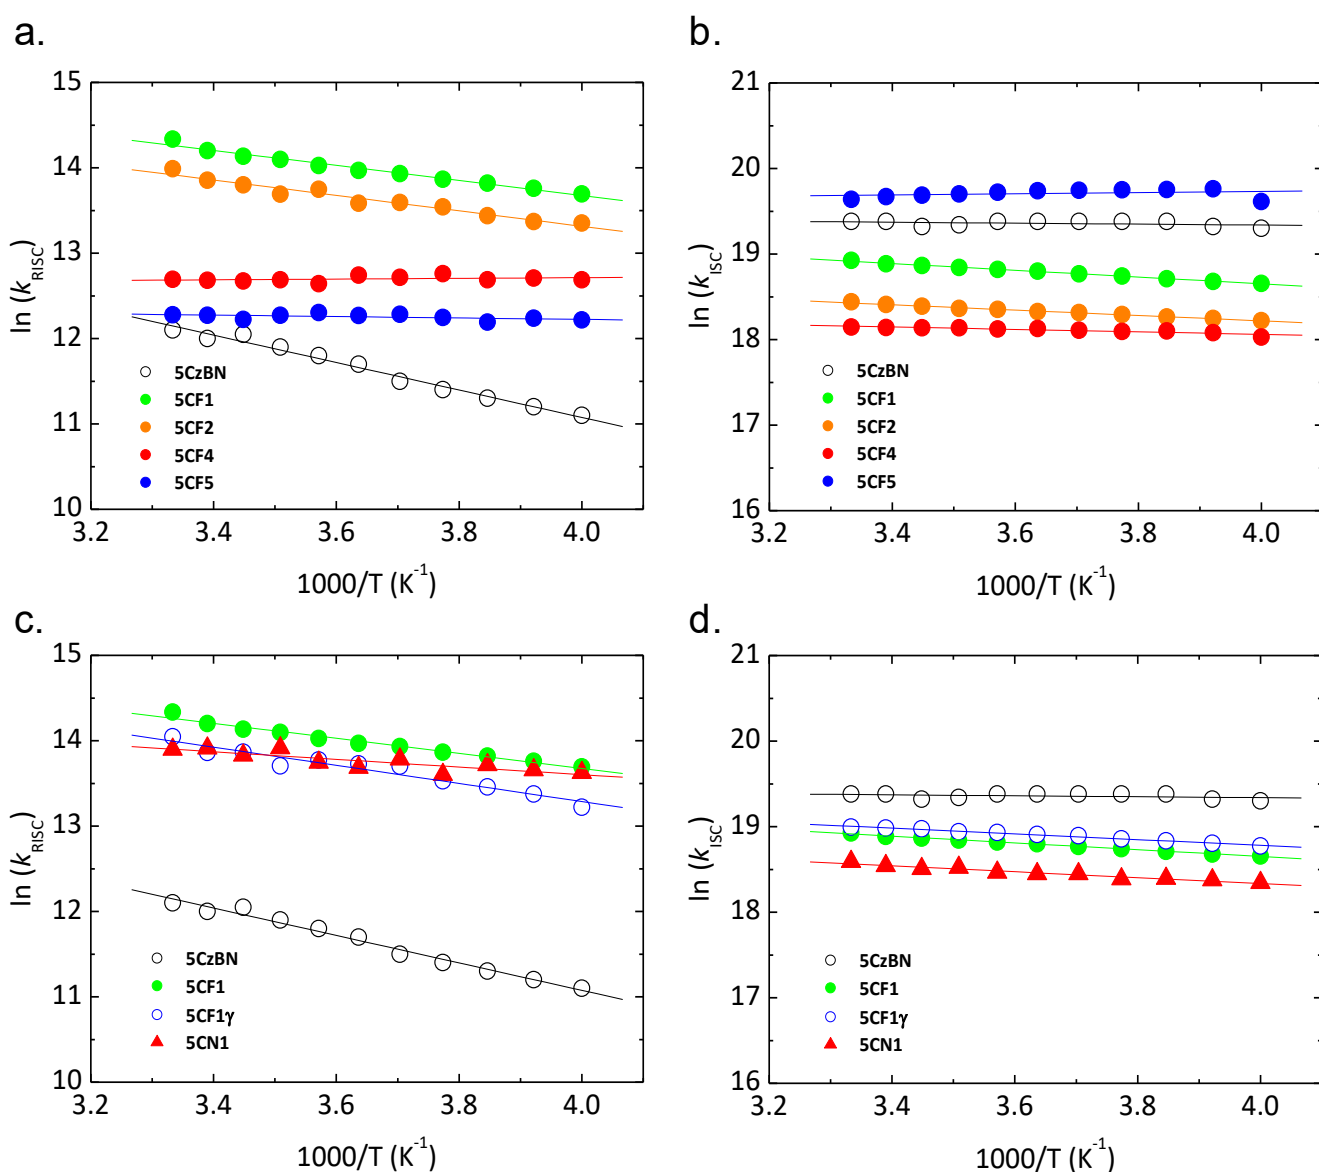 a.
ln (k_RISC)
15
14
13
12
11
10
5CzBN
5CF1
5CF2
5CF4
5CF5
3.2 3.4 3.6 3.8 4.0
1000/T (K⁻¹)
b.
ln (k_ISC)
21
20
19
18
17
16
5CzBN
5CF1
5CF2
5CF4
5CF5
3.2 3.4 3.6 3.8 4.0
1000/T (K⁻¹)
c.
ln (k_RISC)
15
14
13
12
11
10
5CzBN
5CF1
5CF1γ
5CN1
3.2 3.4 3.6 3.8 4.0
1000/T (K⁻¹)
d.
ln (k_ISC)
21
20
19
18
17
16
5CzBN
5CF1
5CF1γ
5CN1
3.2 3.4 3.6 3.8 4.0
1000/T (K⁻¹)